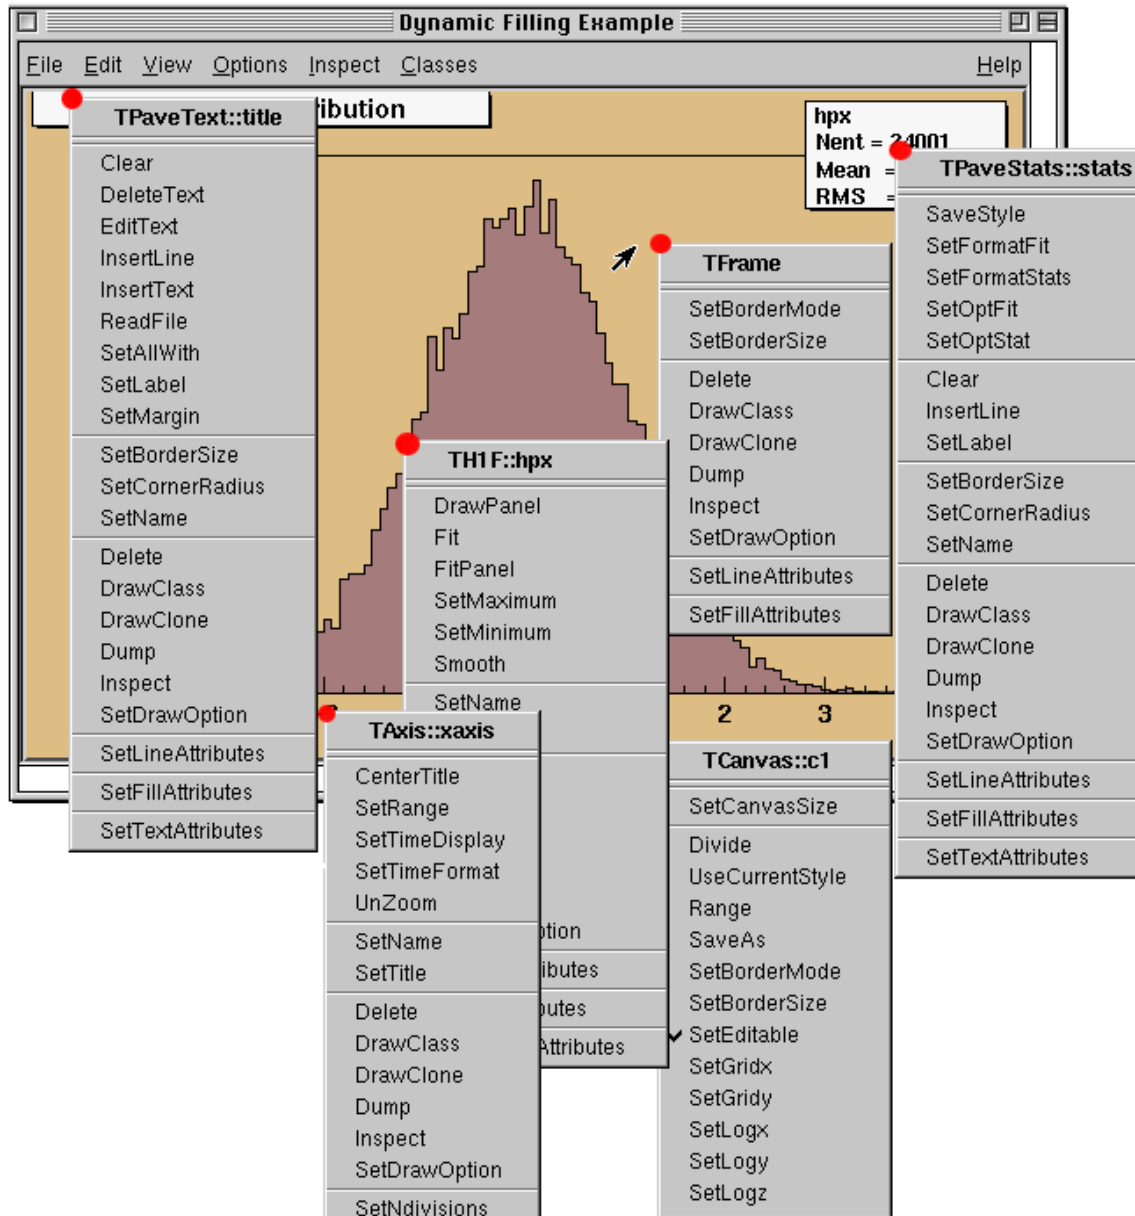 Dynamic Filling Example
File Edit View Options Inspect Classes Help
ribution
hpx
Nent = 24001
Mean =
RMS =
TPaveText::title
Clear
DeleteText
EditText
InsertLine
InsertText
ReadFile
SetAllWith
SetLabel
SetMargin
SetBorderSize
SetCornerRadius
SetName
Delete
DrawClass
DrawClone
Dump
Inspect
SetDrawOption
SetLineAttributes
SetFillAttributes
SetTextAttributes
TH1F::hpx
DrawPanel
Fit
FitPanel
SetMaximum
SetMinimum
Smooth
SetName
ption
ributes
butes
Attributes
TAxis::xaxis
CenterTitle
SetRange
SetTimeDisplay
SetTimeFormat
UnZoom
SetName
SetTitle
Delete
DrawClass
DrawClone
Dump
Inspect
SetDrawOption
SetNdivisions
TFrame
SetBorderMode
SetBorderSize
Delete
DrawClass
DrawClone
Dump
Inspect
SetDrawOption
SetLineAttributes
SetFillAttributes
2 3
TCanvas::c1
SetCanvasSize
Divide
UseCurrentStyle
Range
SaveAs
SetBorderMode
SetBorderSize
SetEditable
SetGridx
SetGridy
SetLogx
SetLogy
SetLogz
TPaveStats::stats
SaveStyle
SetFormatFit
SetFormatStats
SetOptFit
SetOptStat
Clear
InsertLine
SetLabel
SetBorderSize
SetCornerRadius
SetName
Delete
DrawClass
DrawClone
Dump
Inspect
SetDrawOption
SetLineAttributes
SetFillAttributes
SetTextAttributes